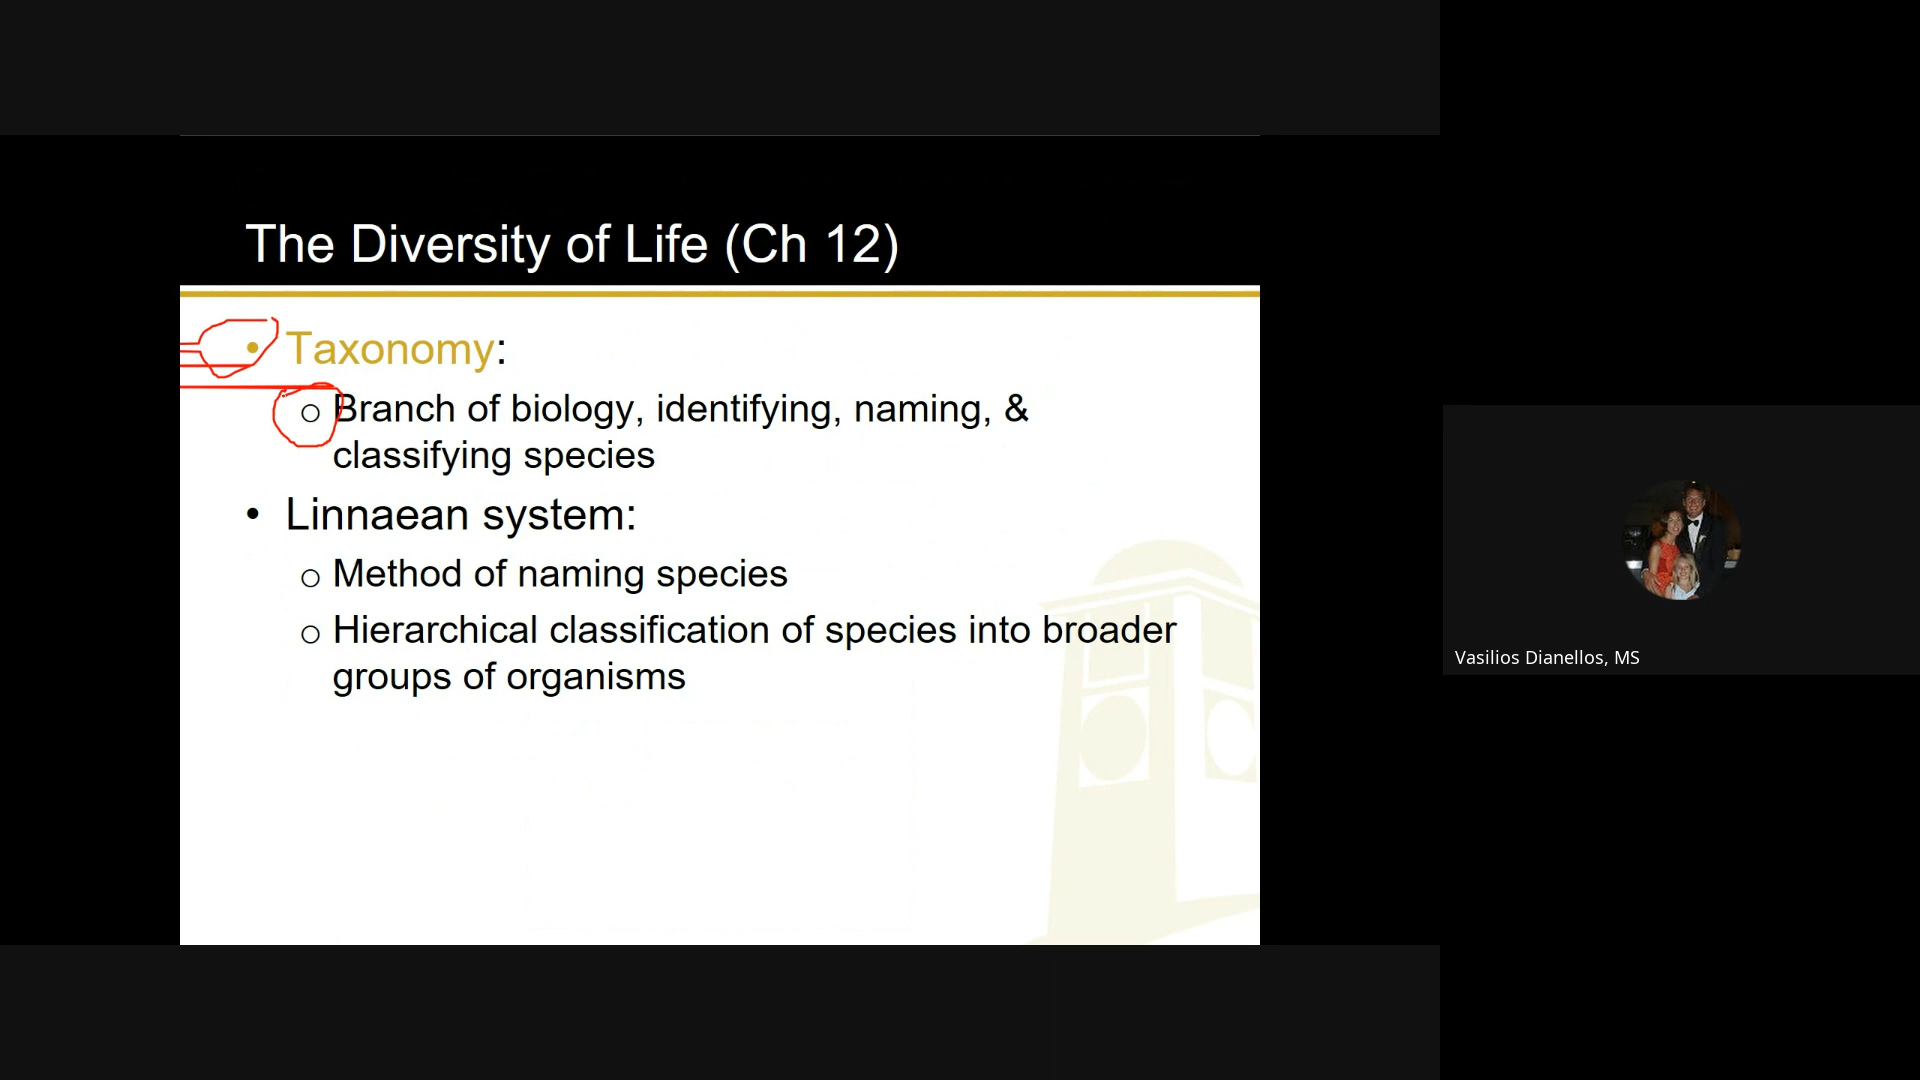 The Diversity of Life (Ch 12)
• Taxonomy:
o Branch of biology, identifying, naming, &
classifying species
• Linnaean system:
o Method of naming species
o Hierarchical classification of species into broader
groups of organisms
Vasilios Dianellos, MS